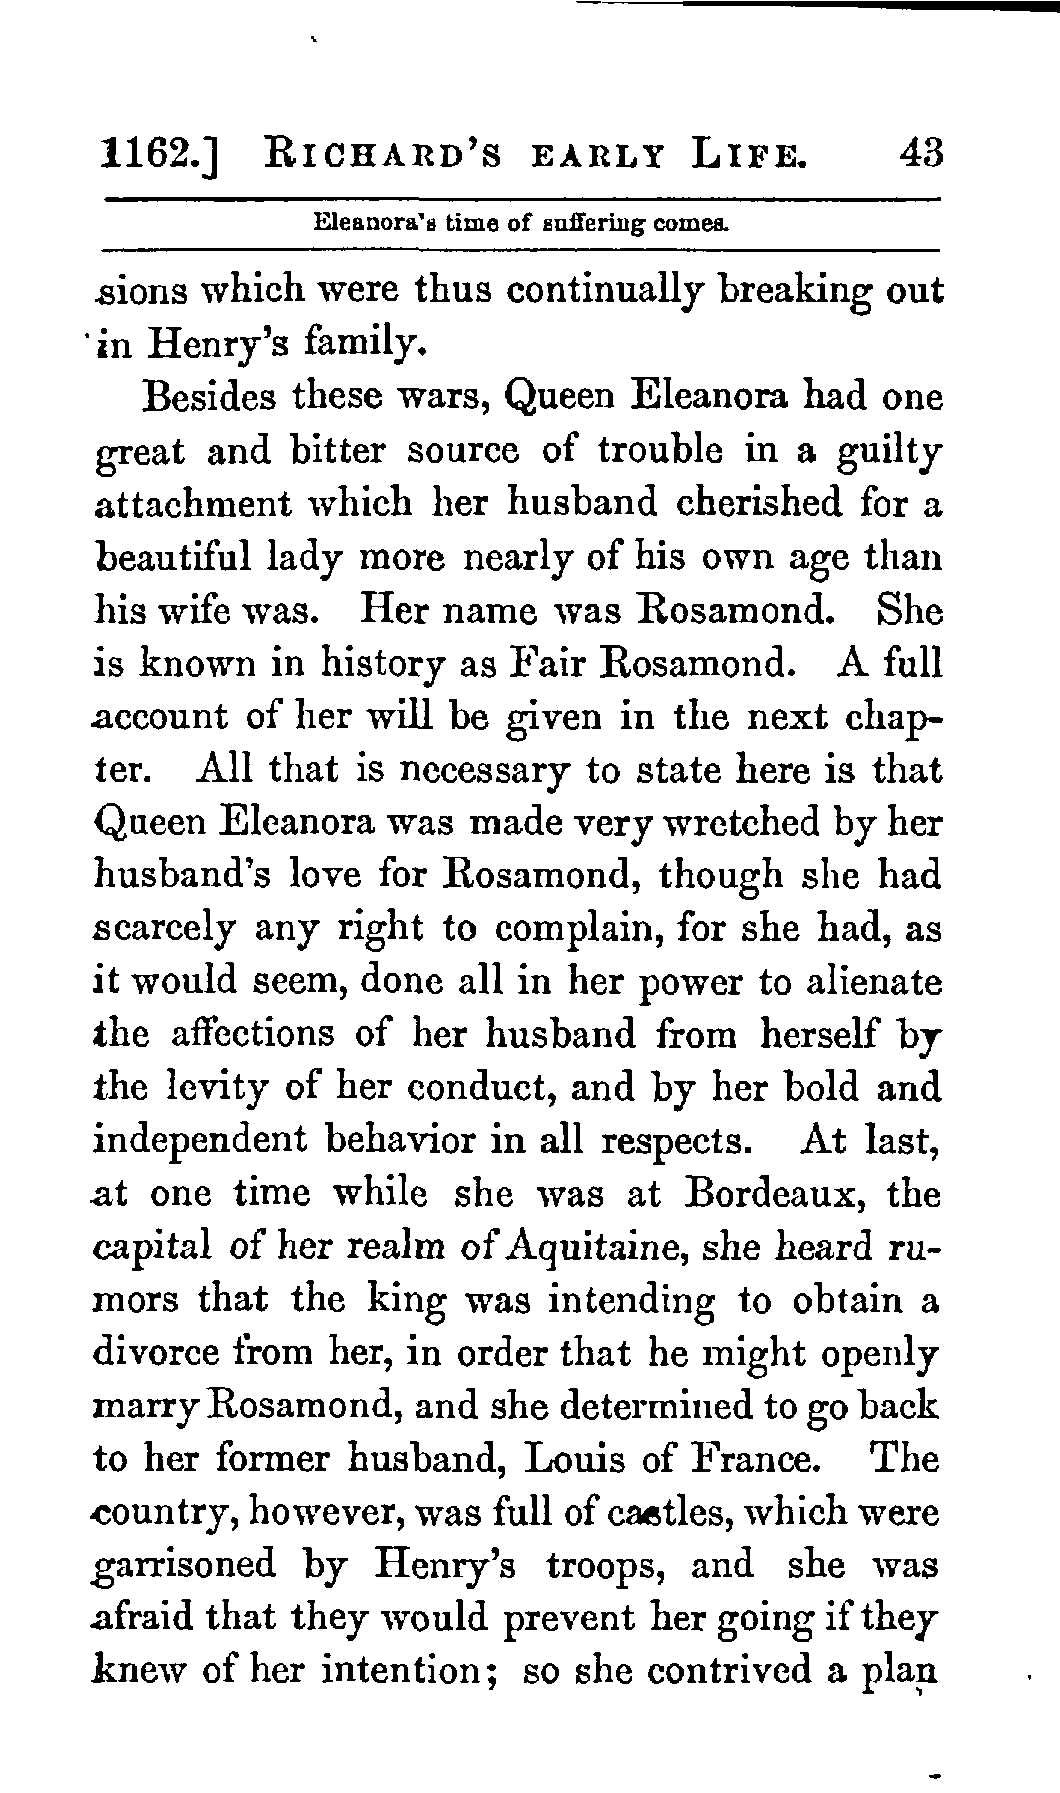 1162.] RICHARD'S EARLY LIFE. 43
Eleanora's time of suffering comes.
sions which were thus continually breaking out
in Henry's family.
Besides these wars, Queen Eleanora had one
great and bitter source of trouble in a guilty
attachment which her husband cherished for a
beautiful lady more nearly of his own age than
his wife was. Her name was Rosamond. She
is known in history as Fair Rosamond. A full
account of her will be given in the next chap-
ter. All that is necessary to state here is that
Queen Eleanora was made very wretched by her
husband's love for Rosamond, though she had
scarcely any right to complain, for she had, as
it would seem, done all in her power to alienate
the affections of her husband from herself by
the levity of her conduct, and by her bold and
independent behavior in all respects. At last,
at one time while she was at Bordeaux, the
capital of her realm of Aquitaine, she heard ru-
mors that the king was intending to obtain a
divorce from her, in order that he might openly
marry Rosamond, and she determined to go back
to her former husband, Louis of France. The
country, however, was full of castles, which were
garrisoned by Henry's troops, and she was
afraid that they would prevent her going if they
knew of her intention; so she contrived a plan